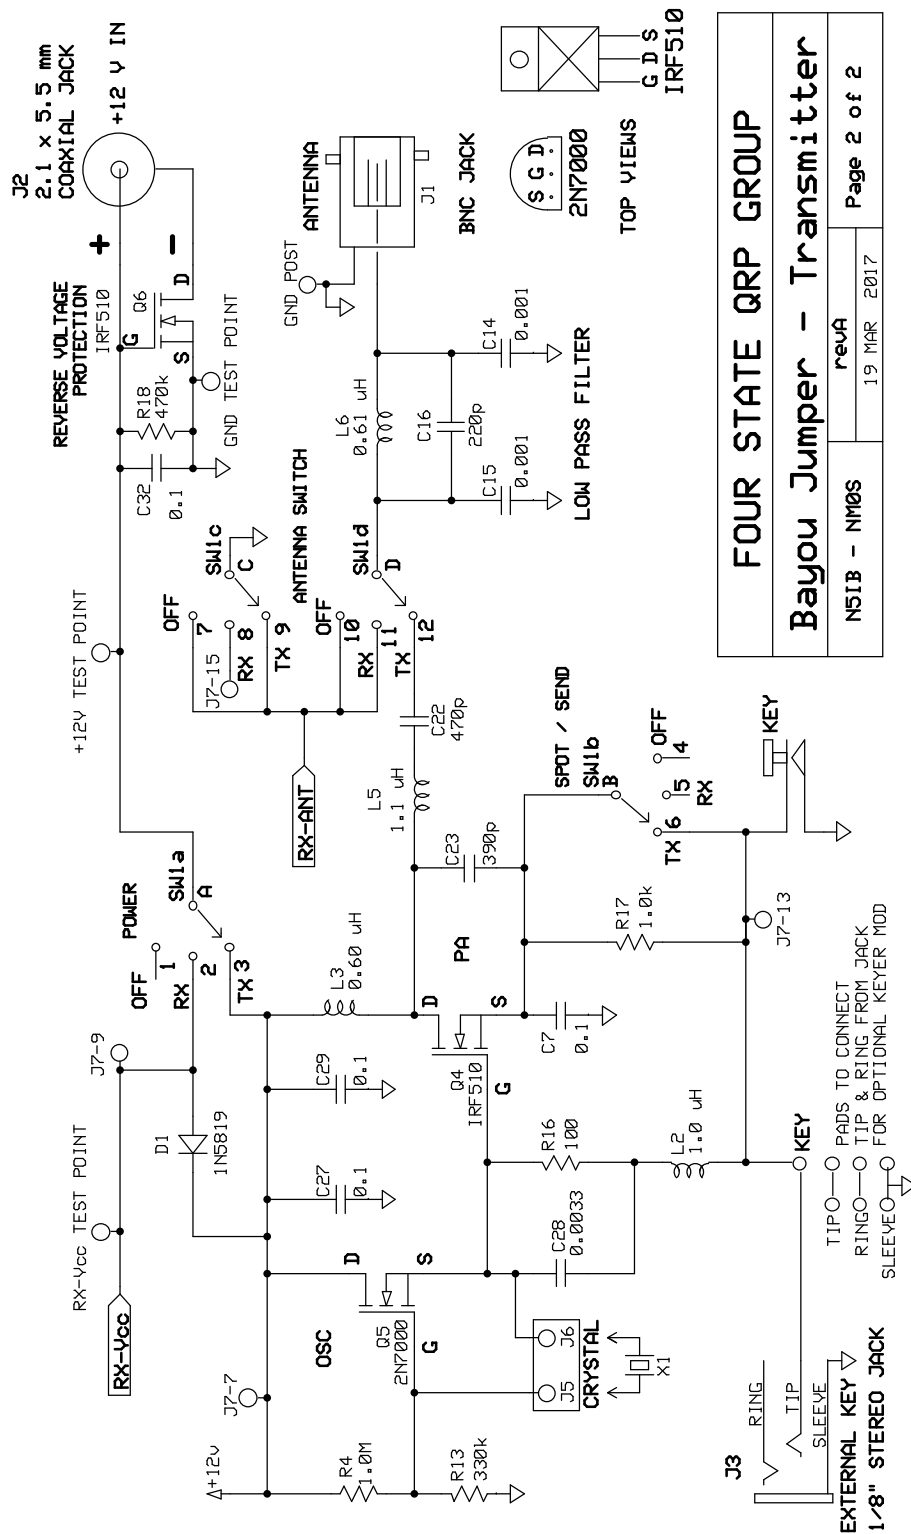 J2
2.1 x 5.5 mm
COAXIAL JACK
+12 V IN
+
-
REVERSE VOLTAGE
PROTECTION
IRF510
Q6
G
D
S
R18
470k
C32
0.1
GND TEST POINT
+12V TEST POINT
POWER
SW1a
A
OFF
1
RX
2
TX 3
J7-9
RX-Vcc TEST POINT
RX-Vcc
D1
1N5819
J7-7
+12v
SW1c
C
OFF
7
J7-15
RX 8
TX 9
ANTENNA SWITCH
OFF
10
RX 11
TX 12
SW1d
D
RX-ANT
L6
0.61 uH
C16
220p
C15
0.001
C14
0.001
LOW PASS FILTER
GND POST
ANTENNA
J1
BNC JACK
S G D
2N7000
TOP VIEWS
G D S
IRF510
C22
470p
L5
1.1 uH
C23
390p
SPOT / SEND
SW1b
B
OFF
4
5
RX
TX 6
KEY
L3
0.60 uH
C29
0.1
C27
0.1
PA
D
S
G
Q4
IRF510
C7
0.1
R17
1.0k
J7-13
R16
100
L2
1.0 uH
C28
0.0033
OSC
D
S
G
Q5
2N7000
R4
1.0M
R13
330k
J5
J6
CRYSTAL
X1
KEY
TIP
RING
SLEEVE
PADS TO CONNECT
TIP & RING FROM JACK
FOR OPTIONAL KEYER MOD
J3
RING
TIP
SLEEVE
EXTERNAL KEY
1/8" STEREO JACK
FOUR STATE QRP GROUP
Bayou Jumper - Transmitter
N5IB - NM0S
revA
19 MAR 2017
Page 2 of 2